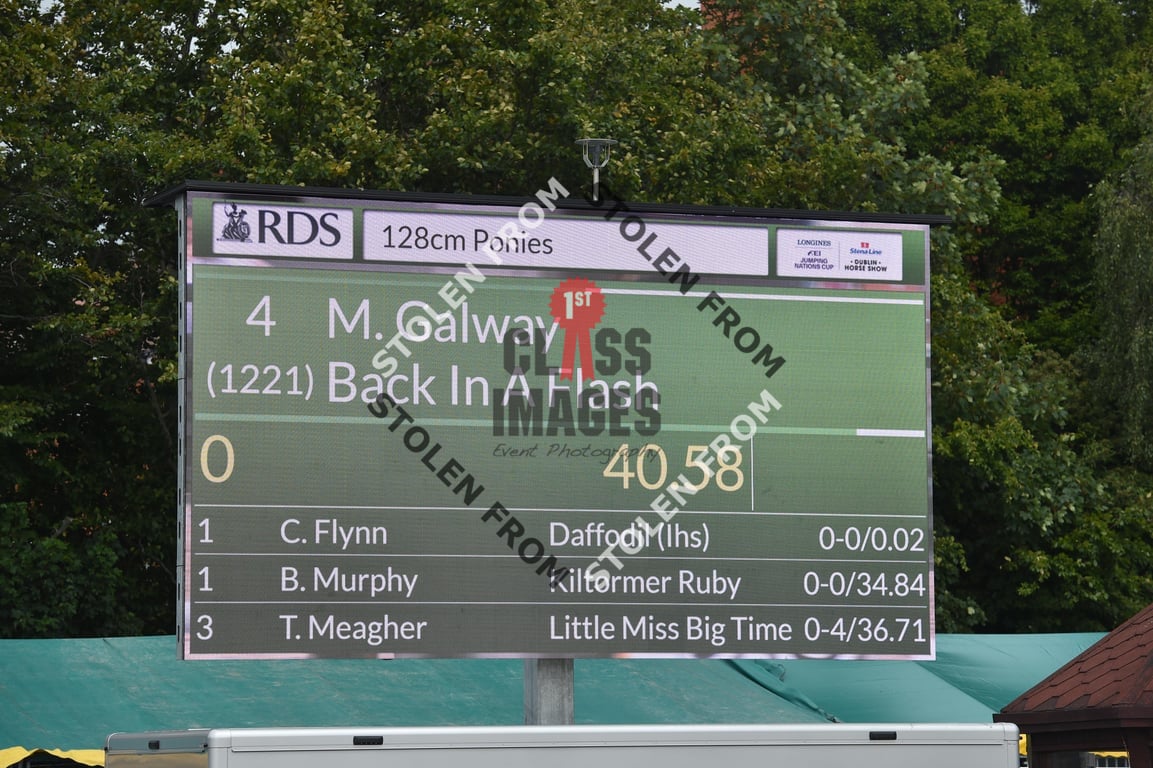 RDS
128cm Ponies
LONGINES
FEI
JUMPING
NATIONS CUP
Stena Line
• DUBLIN •
HORSE SHOW
4 M. Galway
(1221) Back In A Flash
0 40.58
1 C. Flynn Daffodil (Ihs) 0-0/0.02
1 B. Murphy Kiltormer Ruby 0-0/34.84
3 T. Meagher Little Miss Big Time 0-4/36.71
1ST
CLASS
IMAGES
Event Photography
STOLEN FROM
STOLEN FROM
STOLEN FROM
STOLEN FROM